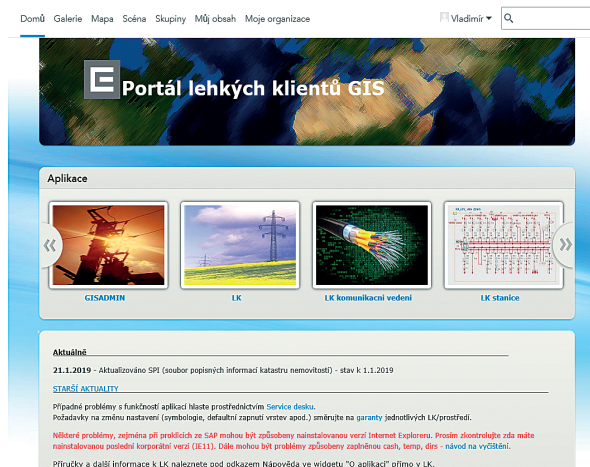 Domů Galerie Mapa Scéna Skupiny Můj obsah Moje organizace Vladimír
Portál lehkých klientů GIS
Aplikace
GISADMIN LK LK komunikacni vedeni LK stanice
Aktuálně
21.1.2019 - Aktualizováno SPI (soubor popisných informací katastru nemovitostí) - stav k 1.1.2019
STARŠÍ AKTUALITY
Případné problémy s funkčností aplikací hlaste prostřednictvím Service desku.
Požadavky na změnu nastavení (symbologie, defaultní zapnutí vrstev apod.) směrujte na garanty jednotlivých LK/prostředí.
Některé problémy, zejména při proklicích ze SAP mohou být způsobeny nainstalovanou verzí Internet Exploreru. Prosím zkontrolujte zda máte
nainstalovanou poslední korporátní verzi (IE11). Dále mohou být problémy způsobeny zaplněnou cash, temp, dirs - návod na vyčištění.
Příručky a další informace k LK naleznete pod odkazem Nápověda ve widgetu "O aplikaci" přímo v LK.